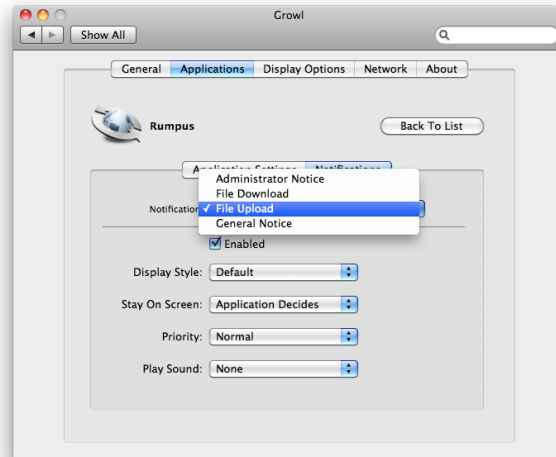 Growl
Show All
General Applications Display Options Network About
Rumpus
Back To List
Administrator Notice
File Download
Notification
✓ File Upload
General Notice
Enabled
Display Style: Default
Stay On Screen: Application Decides
Priority: Normal
Play Sound: None